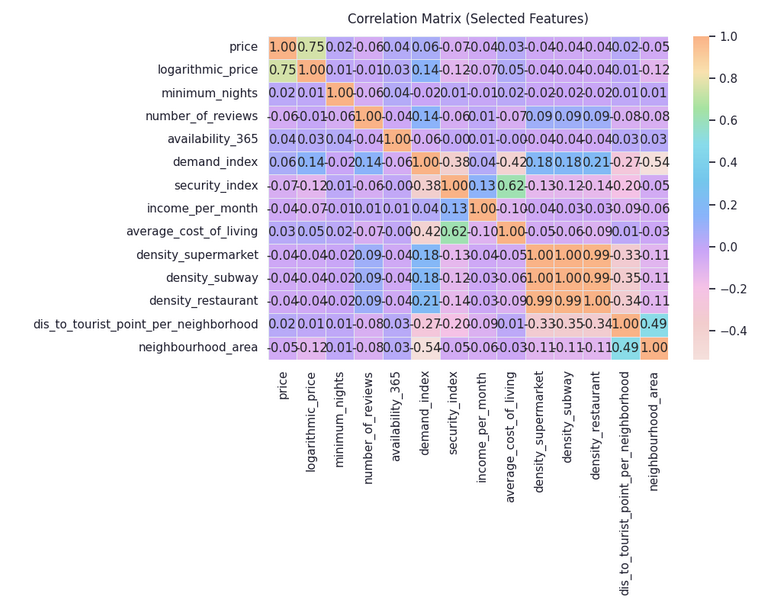 Correlation Matrix (Selected Features)
price 1.00 0.75 0.02 -0.06 0.04 0.06 -0.07 -0.04 0.03 -0.04 -0.04 -0.04 0.02 -0.05
logarithmic_price 0.75 1.00 0.01 -0.01 0.03 0.14 -0.12 -0.07 0.05 -0.04 -0.04 -0.04 0.01 -0.12
minimum_nights 0.02 0.01 1.00 -0.06 0.04 -0.02 0.01 -0.01 0.02 -0.02 -0.02 -0.02 0.01 0.01
number_of_reviews -0.06 -0.01 -0.06 1.00 -0.04 0.14 -0.06 0.01 -0.07 0.09 0.09 0.09 -0.08 -0.08
availability_365 0.04 0.03 0.04 -0.04 1.00 -0.06 -0.00 0.01 -0.00 -0.04 -0.04 -0.04 0.03 0.03
demand_index 0.06 0.14 -0.02 0.14 -0.06 1.00 -0.38 0.04 -0.42 0.18 0.18 0.21 -0.27 -0.54
security_index -0.07 -0.12 0.01 -0.06 -0.00 -0.38 1.00 0.13 0.62 -0.13 -0.12 -0.14 -0.20 -0.05
income_per_month -0.04 -0.07 -0.01 0.01 0.01 0.04 0.13 1.00 -0.10 -0.04 -0.03 -0.03 -0.09 -0.06
average_cost_of_living 0.03 0.05 0.02 -0.07 -0.00 -0.42 0.62 -0.10 1.00 -0.05 -0.06 -0.09 0.01 -0.03
density_supermarket -0.04 -0.04 -0.02 0.09 -0.04 0.18 -0.13 -0.04 -0.05 1.00 1.00 0.99 -0.33 -0.11
density_subway -0.04 -0.04 -0.02 0.09 -0.04 0.18 -0.12 -0.03 -0.06 1.00 1.00 0.99 -0.35 -0.11
density_restaurant -0.04 -0.04 -0.02 0.09 -0.04 0.21 -0.14 -0.03 -0.09 0.99 0.99 1.00 -0.34 -0.11
dis_to_tourist_point_per_neighborhood 0.02 0.01 0.01 -0.08 0.03 -0.27 -0.20 -0.09 0.01 -0.33 -0.35 -0.34 1.00 0.49
neighbourhood_area -0.05 -0.12 0.01 -0.08 0.03 -0.54 -0.05 -0.06 -0.03 -0.11 -0.11 -0.11 0.49 1.00
price
logarithmic_price
minimum_nights
number_of_reviews
availability_365
demand_index
security_index
income_per_month
average_cost_of_living
density_supermarket
density_subway
density_restaurant
dis_to_tourist_point_per_neighborhood
neighbourhood_area
1.0
0.8
0.6
0.4
0.2
0.0
−0.2
−0.4